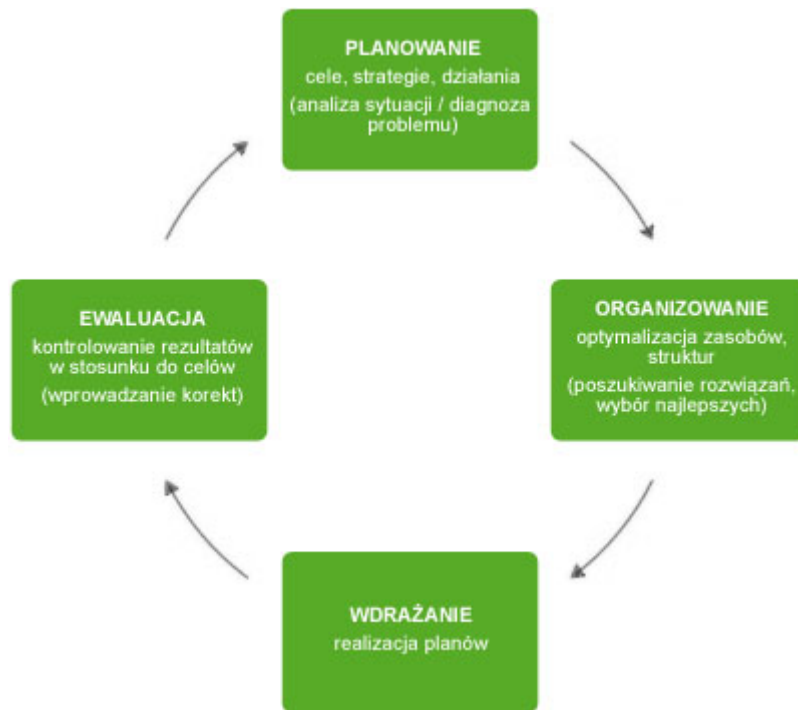 PLANOWANIE
cele, strategie, działania
(analiza sytuacji / diagnoza
problemu)
EWALUACJA
kontrolowanie rezultatów
w stosunku do celów
(wprowadzanie korekt)
ORGANIZOWANIE
optymalizacja zasobów,
struktur
(poszukiwanie rozwiązań,
wybór najlepszych)
WDRAŻANIE
realizacja planów